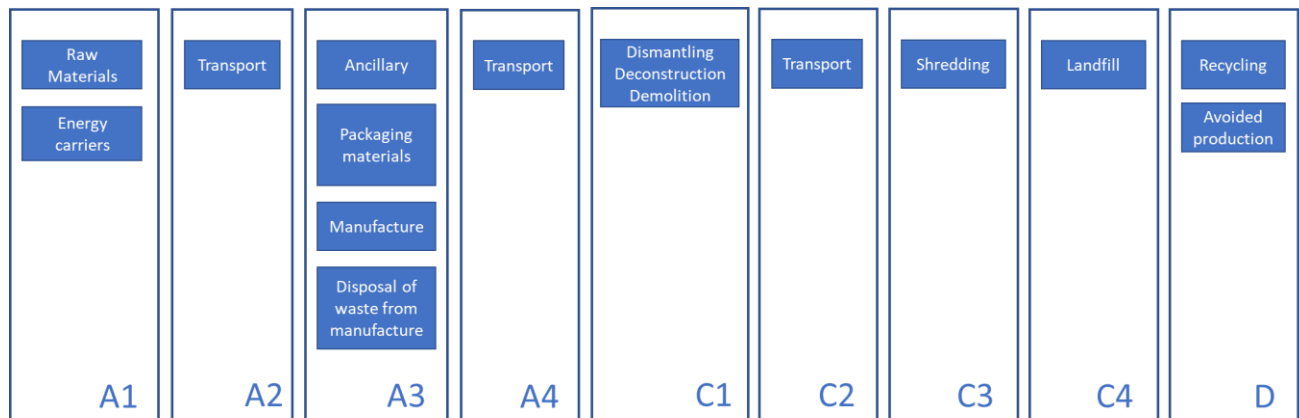 Raw
Materials
Energy
carriers
A1
Transport
A2
Ancillary
Packaging
materials
Manufacture
Disposal of
waste from
manufacture
A3
Transport
A4
Dismantling
Deconstruction
Demolition
C1
Transport
C2
Shredding
C3
Landfill
C4
Recycling
Avoided
production
D